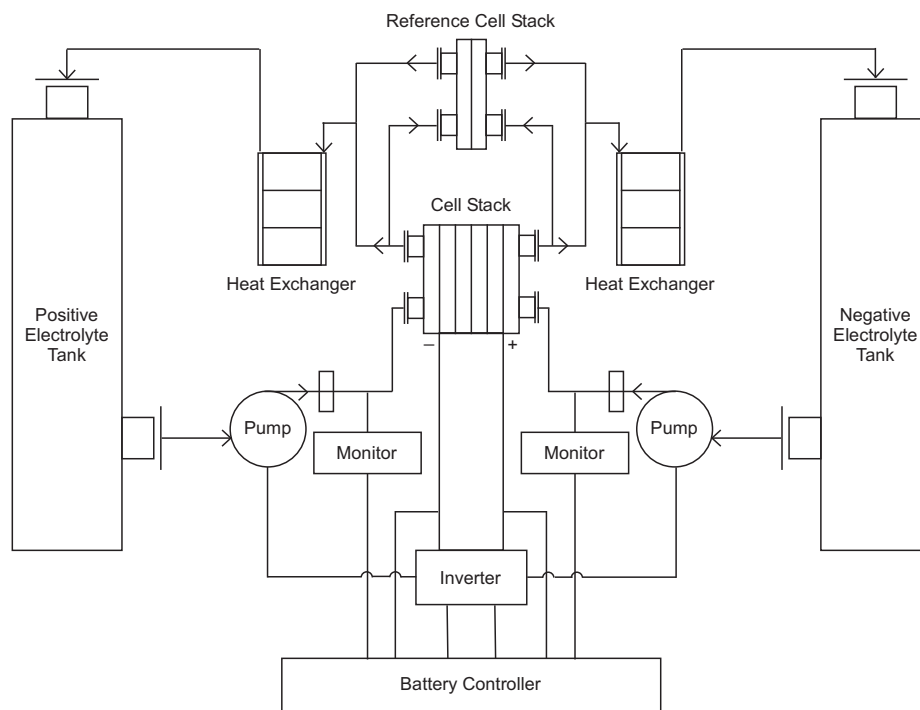 Reference Cell Stack
Cell Stack
Heat Exchanger
Heat Exchanger
Positive
Electrolyte
Tank
Negative
Electrolyte
Tank
–
+
Pump
Pump
Monitor
Monitor
Inverter
Battery Controller